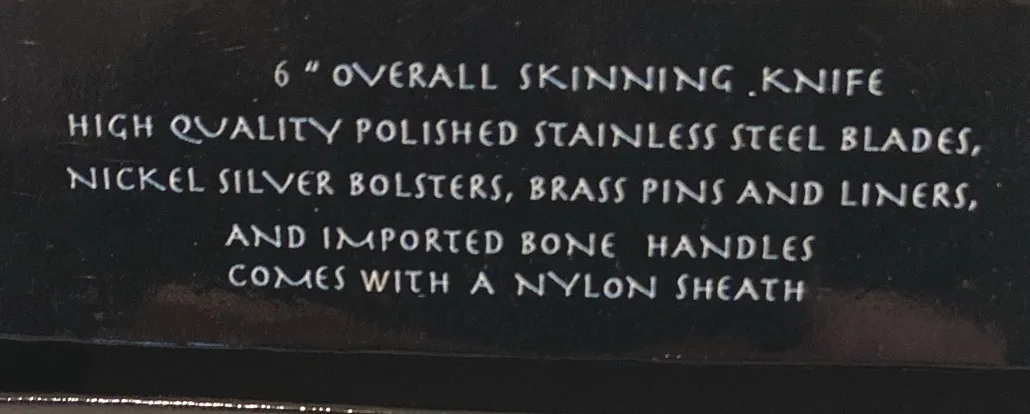 6 " OVERALL SKINNING .KNIFE
HIGH QUALITY POLISHED STAINLESS STEEL BLADES,
NICKEL SILVER BOLSTERS, BRASS PINS AND LINERS,
AND IMPORTED BONE HANDLES
COMES WITH A NYLON SHEATH